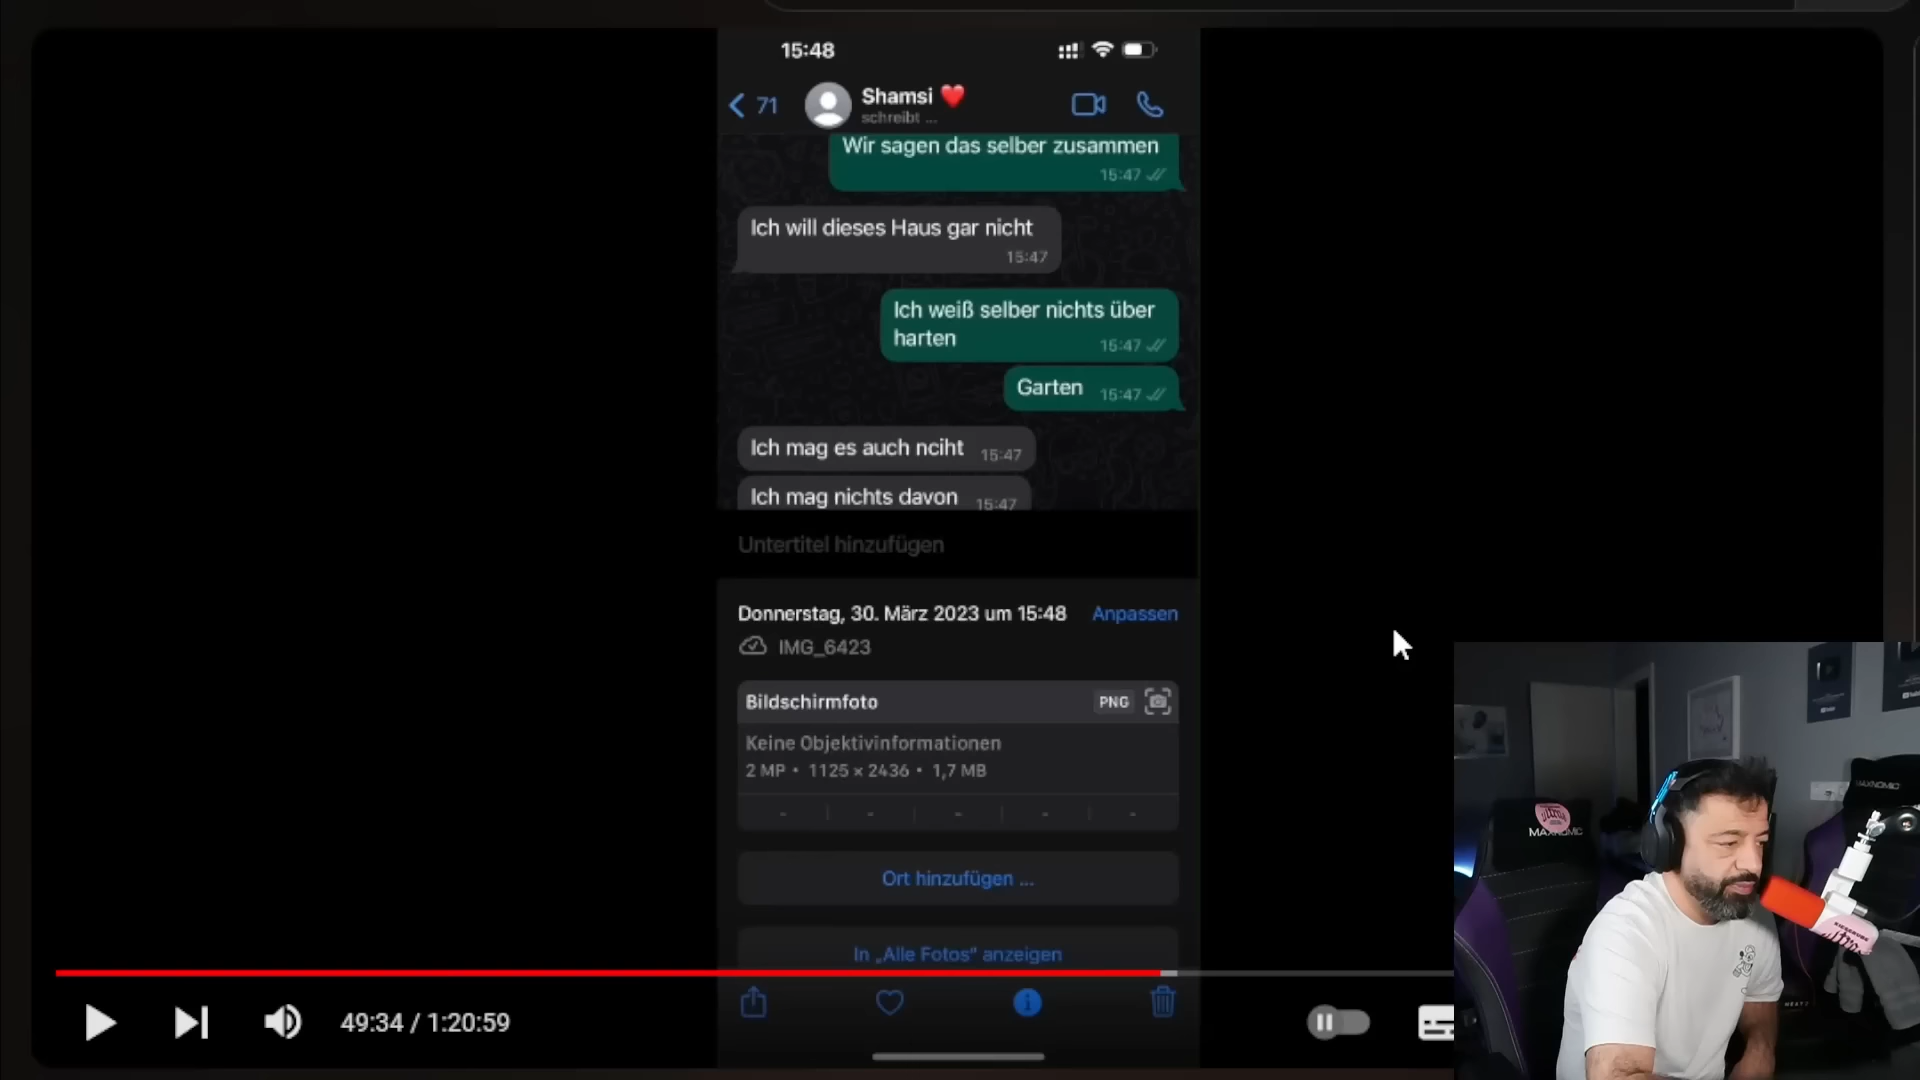 15:48
71
Shamsi ❤️
schreibt ...
Wir sagen das selber zusammen
15:47
Ich will dieses Haus gar nicht
15:47
Ich weiß selber nichts über
harten
15:47
Garten 15:47
Ich mag es auch nciht 15:47
Ich mag nichts davon 15:47
Untertitel hinzufügen
Donnerstag, 30. März 2023 um 15:48 Anpassen
IMG_6423
Bildschirmfoto PNG
Keine Objektivinformationen
2 MP • 1125 × 2436 • 1,7 MB
- - - - -
Ort hinzufügen ...
In „Alle Fotos“ anzeigen
49:34 / 1:20:59
MAXNOMIC
MAXNOMIC